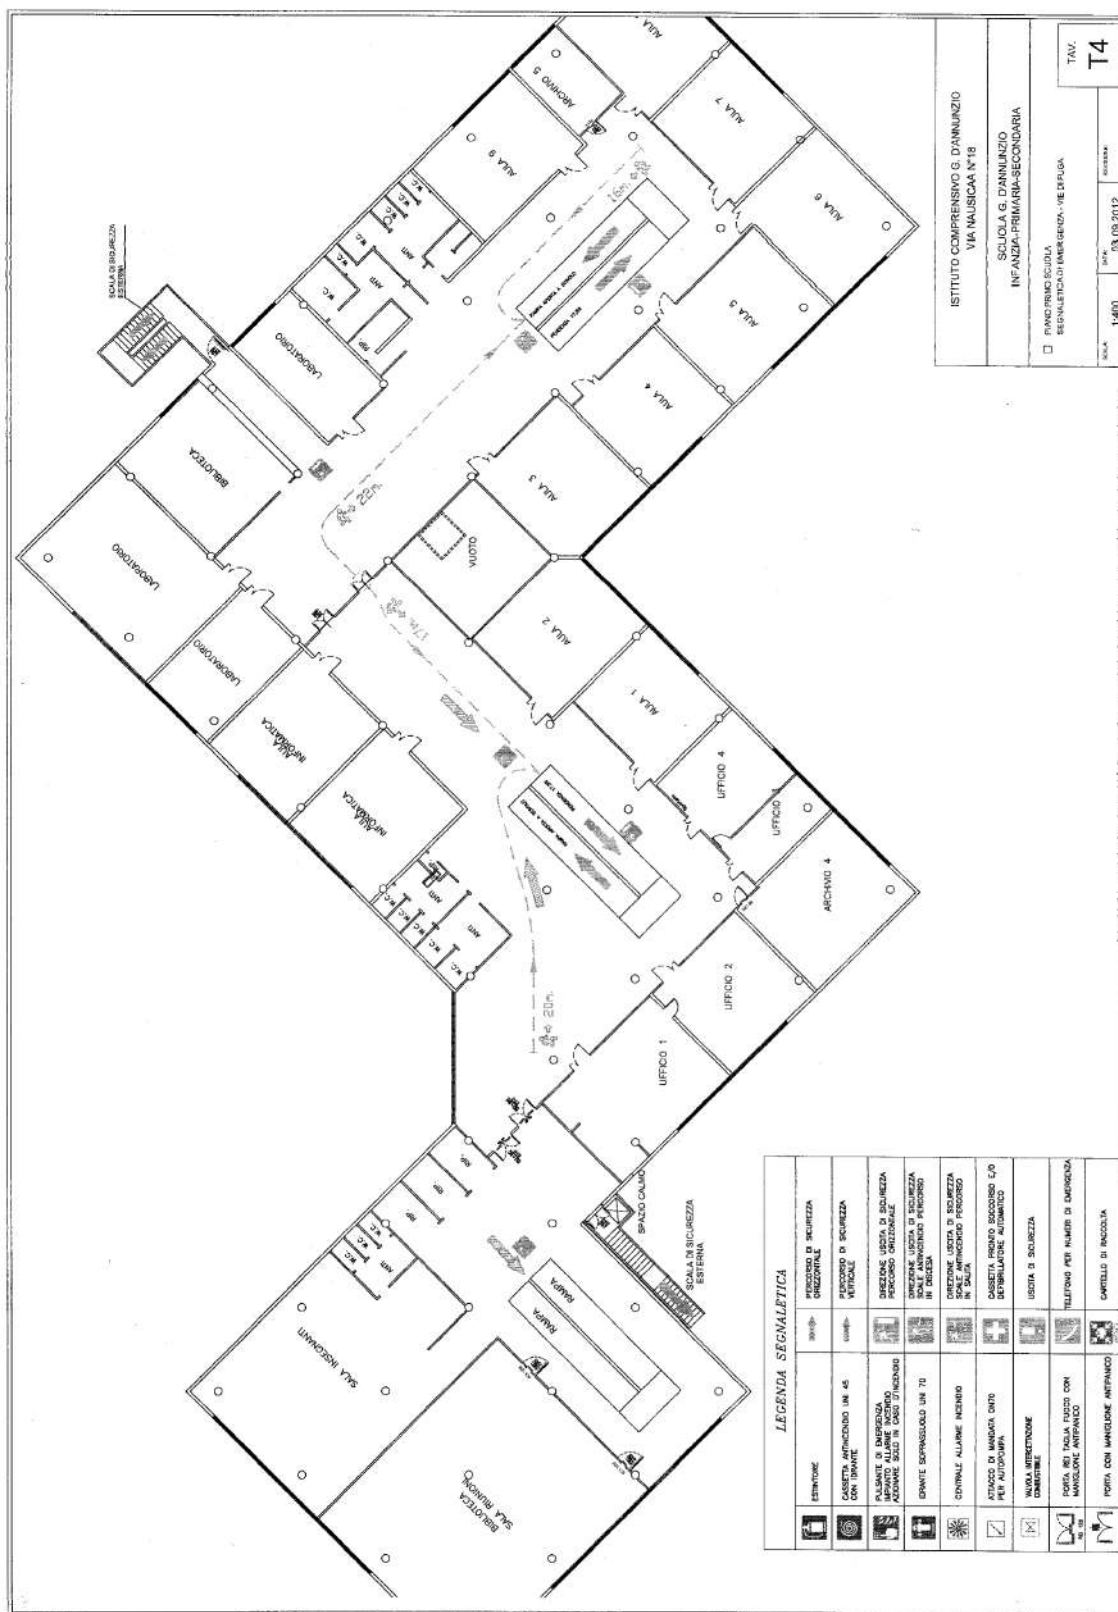 ISTITUTO COMPRENSIVO G. D'ANNUNZIO
VIA NAUSICAA N°18
SCUOLA G. D'ANNUNZIO
INFANZIA-PRIMARIA-SECONDARIA
PIANO PRIMO SCUOLA
SEGNALETICA DI EMERGENZA - VIE DI FUGA
TAV.
T4
SCALA:
1:400
DATA:
03.09.2012
AULA
ARCHIVIO 5
AULA 7
AULA 9
AULA 6
16m.
W.C.
W.C.
W.C.
W.C.
W.C.
W.C.
ANTI
ANTI
RIP.
SCALA DI SICUREZZA
ESTERNA
LABORATORIO
AULA 5
AULA 4
AULA 3
BIBLIOTECA
22m.
VUOTO
LABORATORIO
17m.
AULA 2
LABORATORIO
AULA 1
AULA
INFORMATICA
AULA
INFORMATICA
UFFICIO 4
UFFICIO 3
ARCHIVIO 4
ANTI
ANTI
W.C.
W.C.
W.C.
W.C.
W.C.
UFFICIO 2
20m.
UFFICIO 1
RIP.
RIP.
RIP.
SPAZIO CALMO
SCALA DI SICUREZZA
ESTERNA
W.C.
W.C.
W.C.
ANTI
RAMPA
RAMPA
SALA INSEGNANTI
BIBLIOTECA
SALA RIUNIONI
LEGENDA SEGNALETICA
ESTINTORE
PERCORSO DI SICUREZZA
ORIZZONTALE
CASSETTA ANTINCENDIO UNI 45
CON IDRANTE
PERCORSO DI SICUREZZA
VERTICALE
PULSANTE DI EMERGENZA
IMPIANTO ALLARME INCENDIO
AZIONARE SOLO IN CASO D'INCENDIO
DIREZIONE USCITA DI SICUREZZA
PERCORSO ORIZZONTALE
IDRANTE SOPRASSUOLO UNI 70
DIREZIONE USCITA DI SICUREZZA
SCALE ANTINCENDIO PERCORSO
IN DISCESA
CENTRALE ALLARME INCENDIO
DIREZIONE USCITA DI SICUREZZA
SCALE ANTINCENDIO PERCORSO
IN SALITA
ATTACCO DI MANDATA DN70
PER AUTOPOMPA
CASSETTA PRONTO SOCCORSO E/O
DEFIBRILLATORE AUTOMATICO
VALVOLA INTERCETTAZIONE
COMBUSTIBILE
USCITA DI SICUREZZA
PORTA REI TAGLIA FUOCO CON
MANIGLIONE ANTIPANICO
TELEFONO PER NUMERI DI EMERGENZA
PORTA CON MANIGLIONE ANTIPANICO
CARTELLO DI RACCOLTA